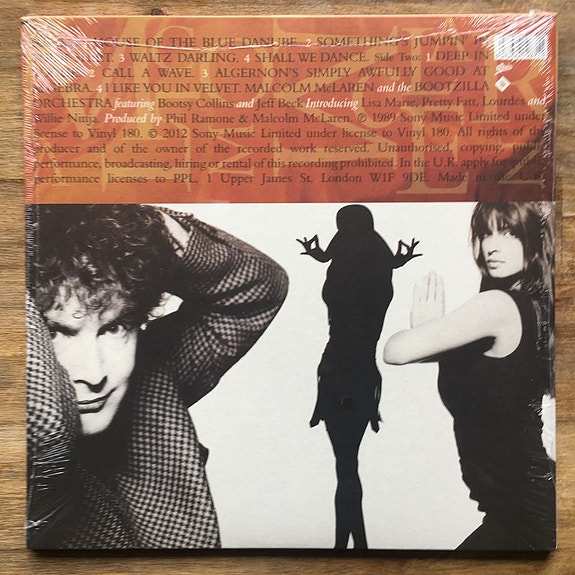 HOUSE OF THE BLUE DANUBE. 2 SOMETHING'S JUMPIN' IN
3 WALTZ DARLING. 4 SHALL WE DANCE. Side Two: 1 DEEP IN
2 CALL A WAVE. 3 ALGERNON'S SIMPLY AWFULLY GOOD AT
4 I LIKE YOU IN VELVET. MALCOLM McLAREN and the BOOTZILLA
ORCHESTRA featuring Bootsy Collins and Jeff Beck Introducing Lisa Marie, Pretty Fatt, Lourdes and
Willie Ninja. Produced by Phil Ramone & Malcolm McLaren. ℗ 1989 Sony Music Limited under
license to Vinyl 180. © 2012 Sony Music Limited under license to Vinyl 180. All rights of the
producer and of the owner of the recorded work reserved. Unauthorised, copying, public
performance, broadcasting, hiring or rental of this recording prohibited. In the U.K. apply for public
performance licenses to PPL, 1 Upper James St. London W1F 9DE. Made in the U.K.